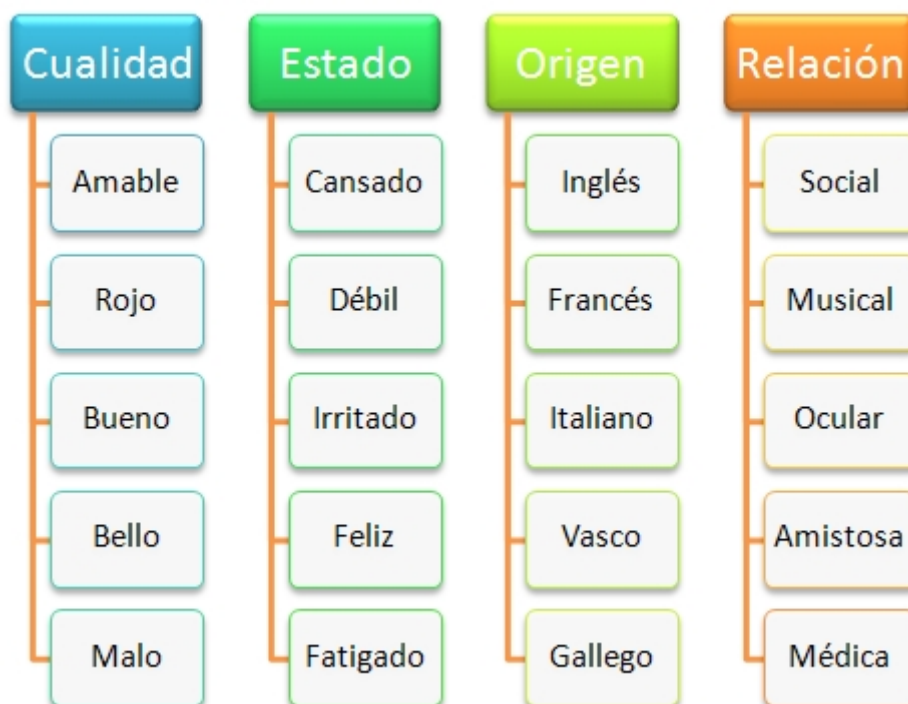 Cualidad
Amable
Rojo
Bueno
Bello
Malo
Estado
Cansado
Débil
Irritado
Feliz
Fatigado
Origen
Inglés
Francés
Italiano
Vasco
Gallego
Relación
Social
Musical
Ocular
Amistosa
Médica